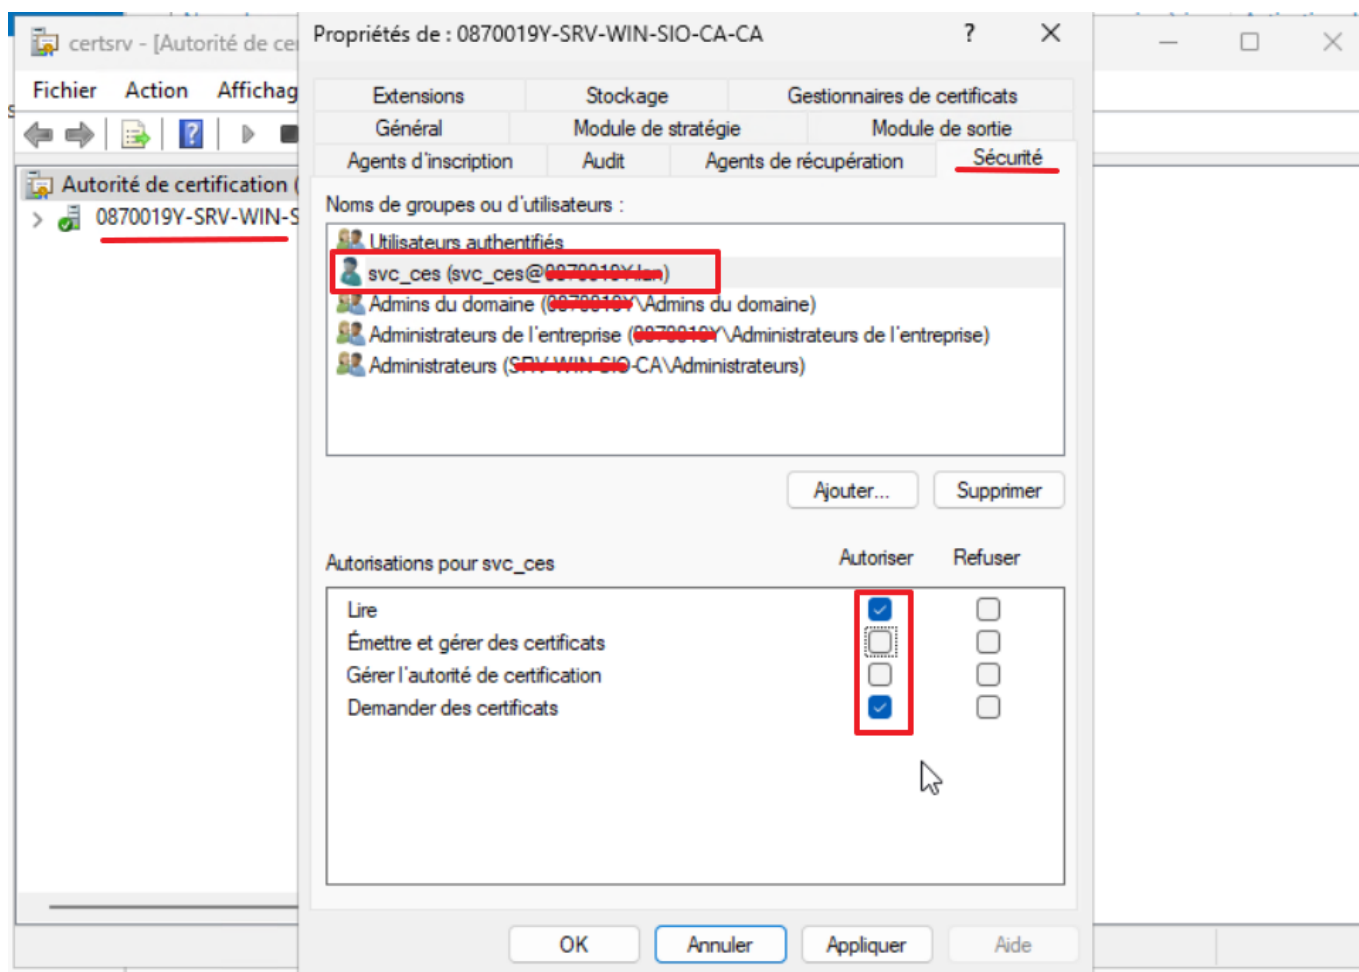 certsrv - [Autorité de cer
Propriétés de : 0870019Y-SRV-WIN-SIO-CA-CA
?
Fichier Action Affichag
Extensions Stockage Gestionnaires de certificats
Général Module de stratégie Module de sortie
Agents d'inscription Audit Agents de récupération Sécurité
Autorité de certification (
0870019Y-SRV-WIN-S
Noms de groupes ou d'utilisateurs :
Utilisateurs authentifiés
svc_ces (svc_ces@)
Admins du domaine (\Admins du domaine)
Administrateurs de l'entreprise (\Administrateurs de l'entreprise)
Administrateurs (-CA\Administrateurs)
Ajouter... Supprimer
Autorisations pour svc_ces Autoriser Refuser
Lire
Émettre et gérer des certificats
Gérer l'autorité de certification
Demander des certificats
OK Annuler Appliquer Aide